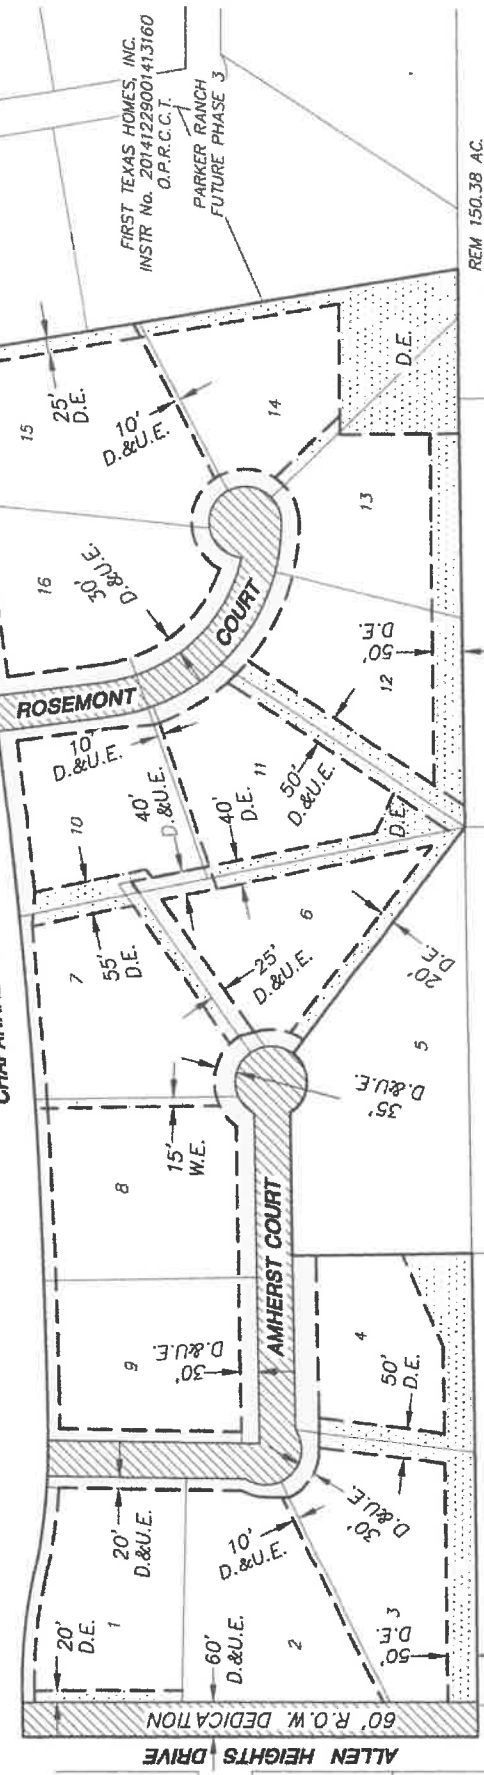 FIRST TEXAS HOMES, INC.
INSTR No. 20141229001413160
O.P.R.C.C.T.
PARKER RANCH
FUTURE PHASE 3
REM 150.38 AC.
15
25'
D.E.
10'
D.&U.E.
14
D.E.
16
30'
D.&U.E.
13
COURT
ROSEMONT
50'
D.E.
12
10'
D.&U.E.
40'
D.&U.E.
11
50'
D.&U.E.
10
40'
D.E.
D.E.
7
55'
D.E.
6
25'
D.&U.E.
20'
D.E.
5
35'
D.&U.E.
15'
W.E.
8
AMHERST COURT
9
30'
D.&U.E.
4
50'
D.E.
20'
D.&U.E.
30'
D.&U.E.
10'
D.&U.E.
20'
D.E.
1
60'
D.&U.E.
2
3
50'
D.E.
60' R.O.W. DEDICATION
ALLEN HEIGHTS DRIVE